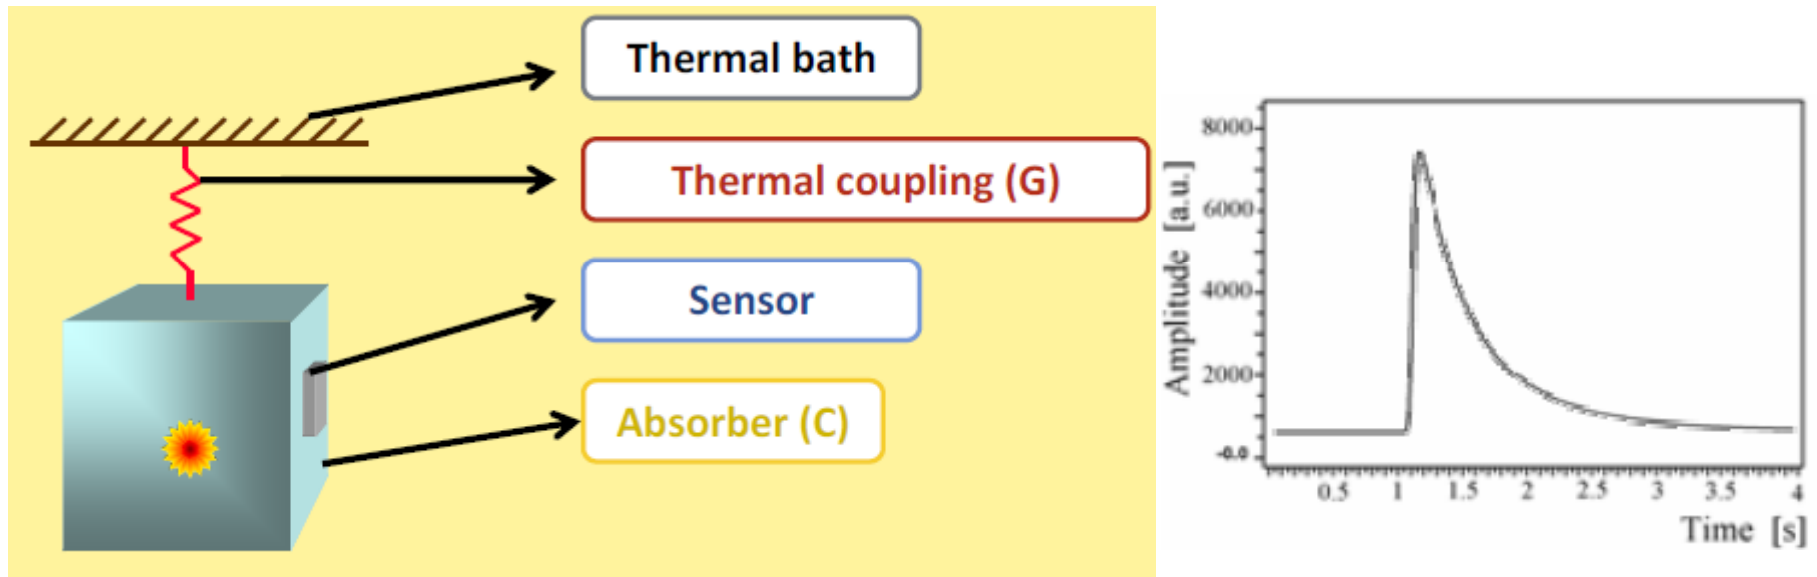 Thermal bath
Thermal coupling (G)
Sensor
Absorber (C)
Amplitude [a.u.]
8000
6000
4000
2000
-0.0
0.5 1 1.5 2 2.5 3 3.5 4
Time [s]